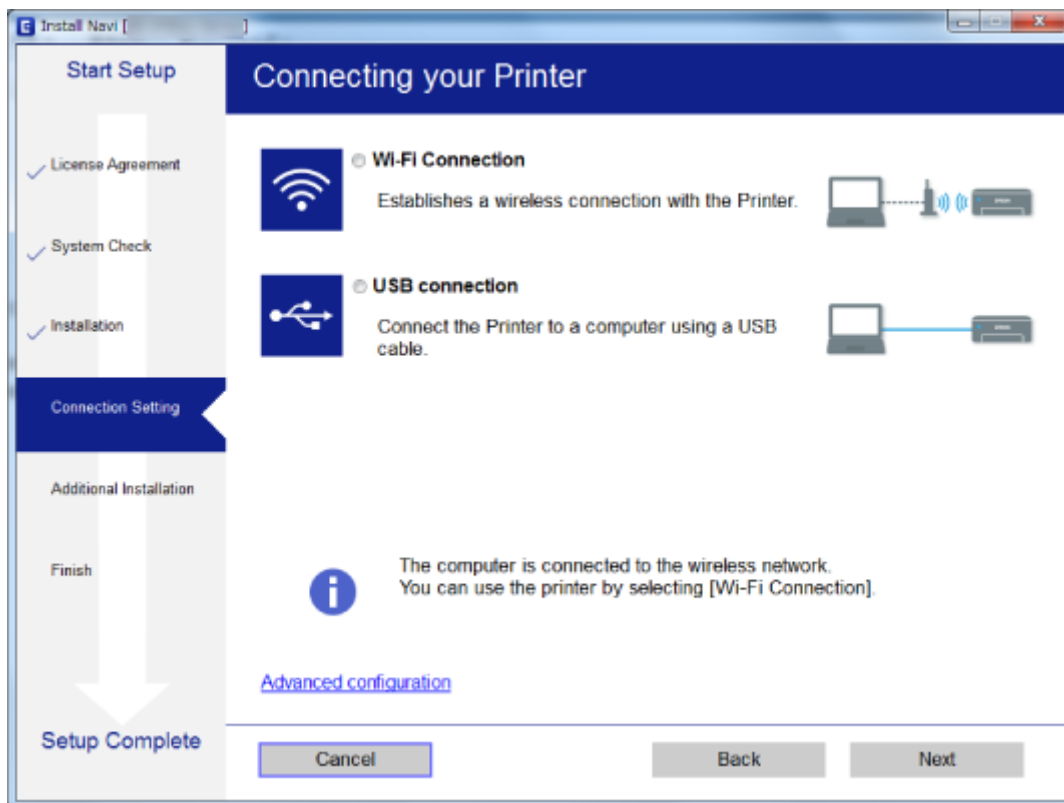 Install Navi [ ]
Start Setup
License Agreement
System Check
Installation
Connection Setting
Additional Installation
Finish
Setup Complete
Connecting your Printer
Wi-Fi Connection
Establishes a wireless connection with the Printer.
USB connection
Connect the Printer to a computer using a USB
cable.
The computer is connected to the wireless network.
You can use the printer by selecting [Wi-Fi Connection].
Advanced configuration
Cancel
Back
Next